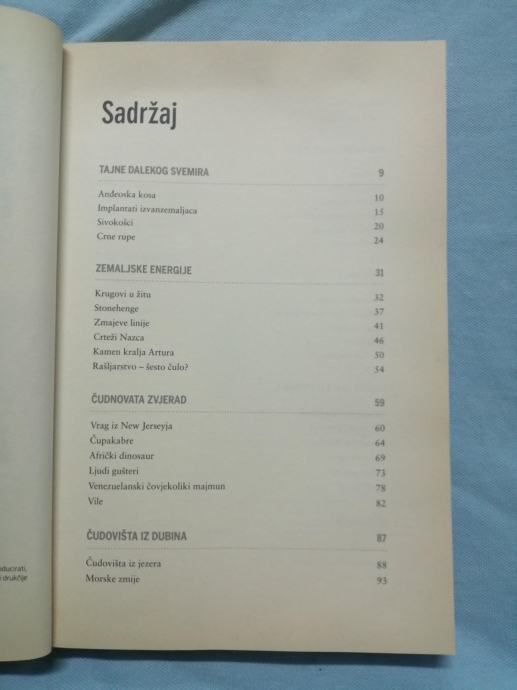 Sadržaj
TAJNE DALEKOG SVEMIRA 9
Anđeoska kosa 10
Implantati izvanzemaljaca 15
Sivokošci 20
Crne rupe 24
ZEMALJSKE ENERGIJE 31
Krugovi u žitu 32
Stonehenge 37
Zmajeve linije 41
Crteži Nazca 46
Kamen kralja Artura 50
Rašljarstvo – šesto čulo? 54
ČUDNOVATA ZVJERAD 59
Vrag iz New Jerseyja 60
Čupakabre 64
Afrički dinosaur 69
Ljudi gušteri 73
Venezuelanski čovjekoliki majmun 78
Vile 82
ČUDOVIŠTA IZ DUBINA 87
Čudovišta iz jezera 88
Morske zmije 93
i drukčije